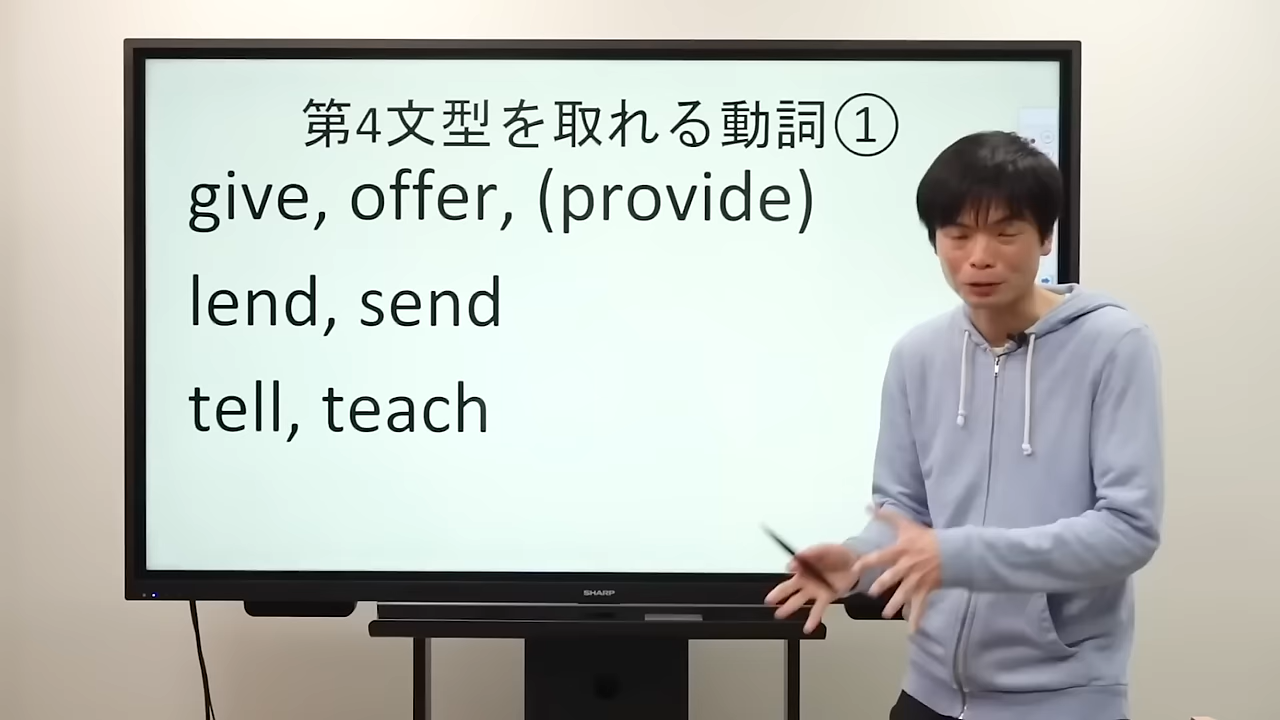 第4文型を取れる動詞①
give, offer, (provide)
lend, send
tell, teach
SHARP